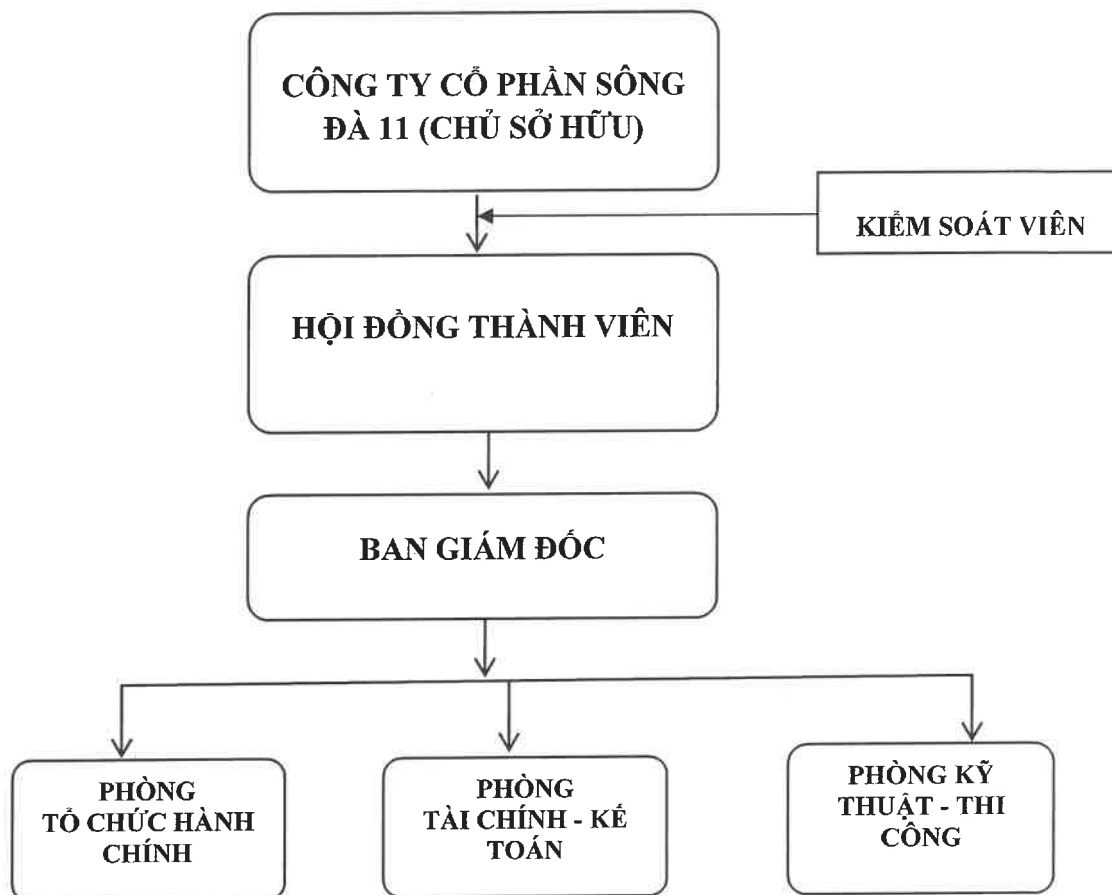 CÔNG TY CỔ PHẦN SÔNG
ĐÀ 11 (CHỦ SỞ HỮU)
KIỂM SOÁT VIÊN
HỘI ĐỒNG THÀNH VIÊN
BAN GIÁM ĐỐC
PHÒNG
TỔ CHỨC HÀNH
CHÍNH
PHÒNG
TÀI CHÍNH - KẾ
TOÁN
PHÒNG KỸ
THUẬT - THI
CÔNG